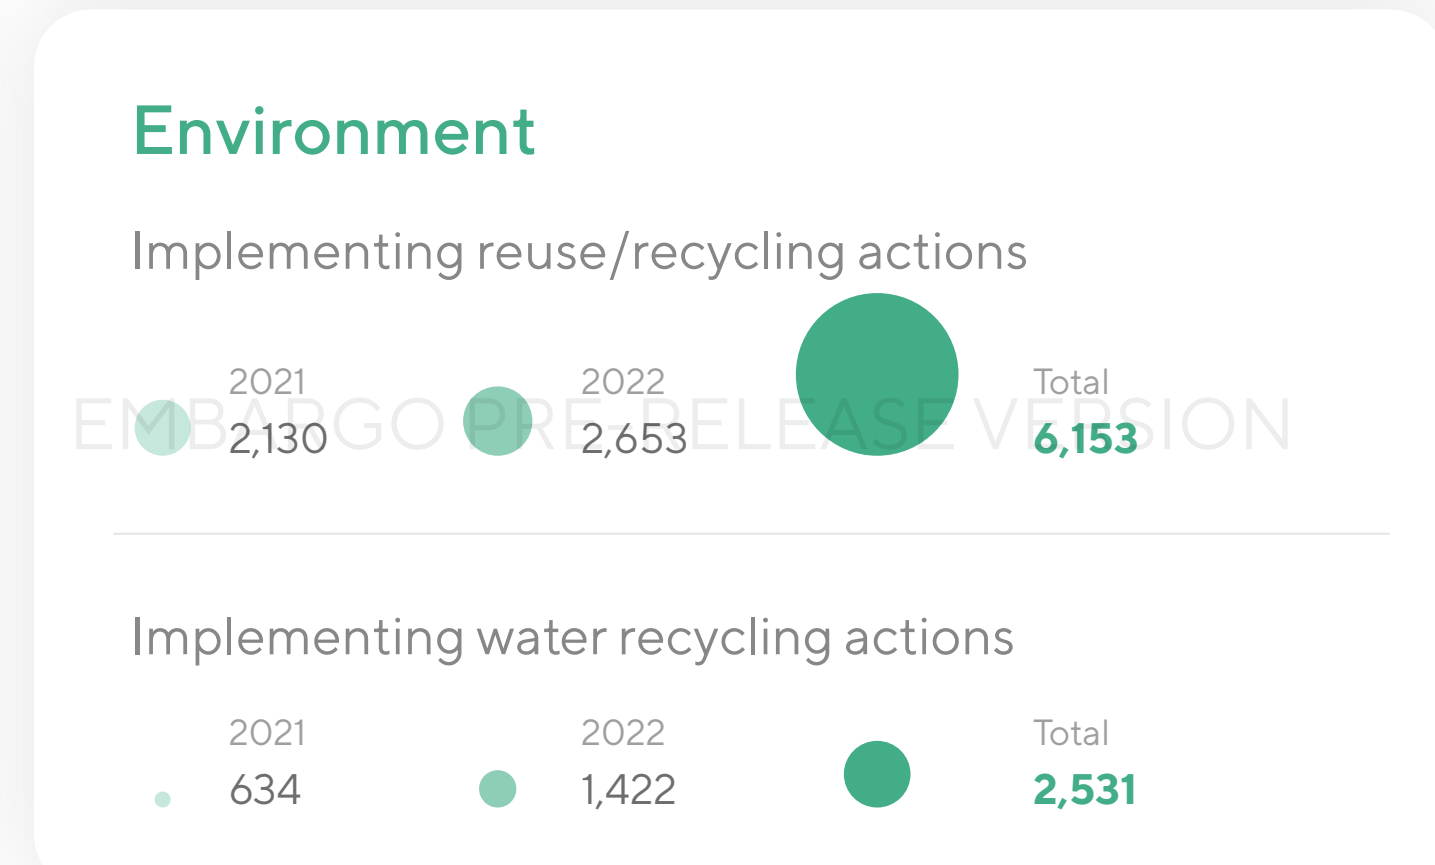 Environment
Implementing reuse/recycling actions
2021
2,130
2022
2,653
Total
6,153
EMBARGO PRE-RELEASE VERSION
Implementing water recycling actions
2021
634
2022
1,422
Total
2,531